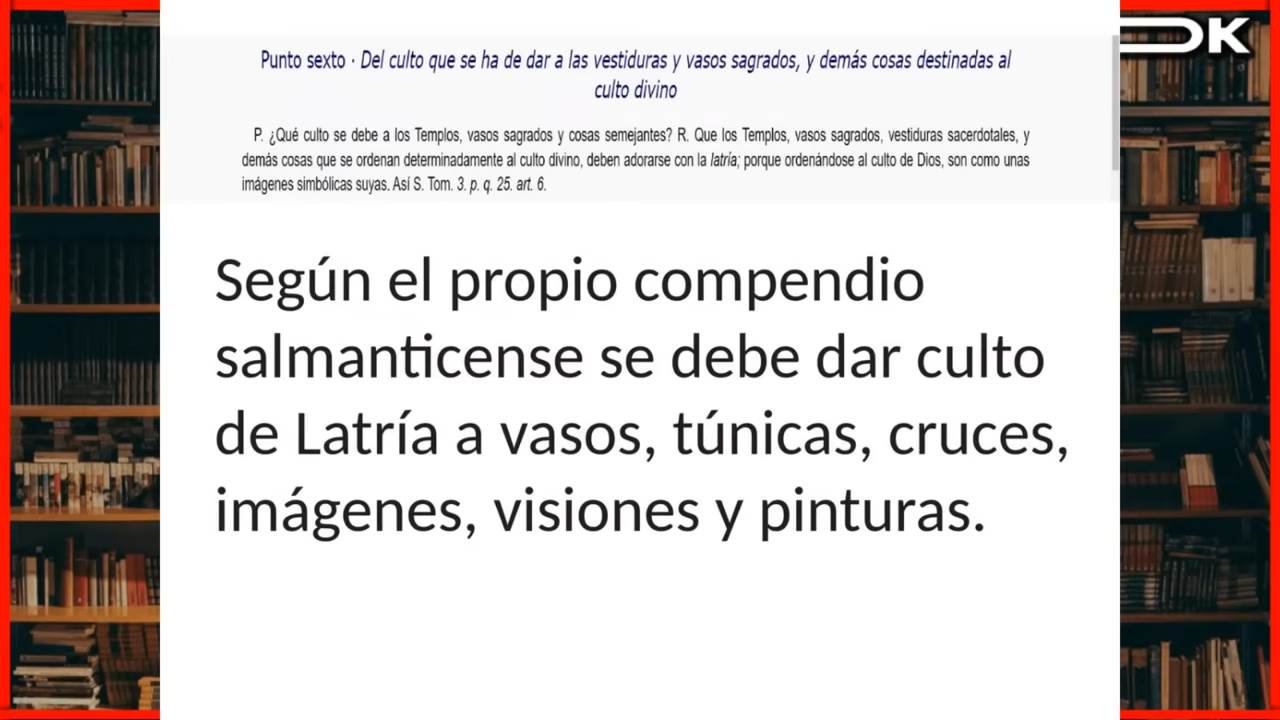 DK
Punto sexto · Del culto que se ha de dar a las vestiduras y vasos sagrados, y demás cosas destinadas al
culto divino
P. ¿Qué culto se debe a los Templos, vasos sagrados y cosas semejantes? R. Que los Templos, vasos sagrados, vestiduras sacerdotales, y
demás cosas que se ordenan determinadamente al culto divino, deben adorarse con la latría; porque ordenándose al culto de Dios, son como unas
imágenes simbólicas suyas. Así S. Tom. 3. p. q. 25. art. 6.
Según el propio compendio
salmanticense se debe dar culto
de Latría a vasos, túnicas, cruces,
imágenes, visiones y pinturas.